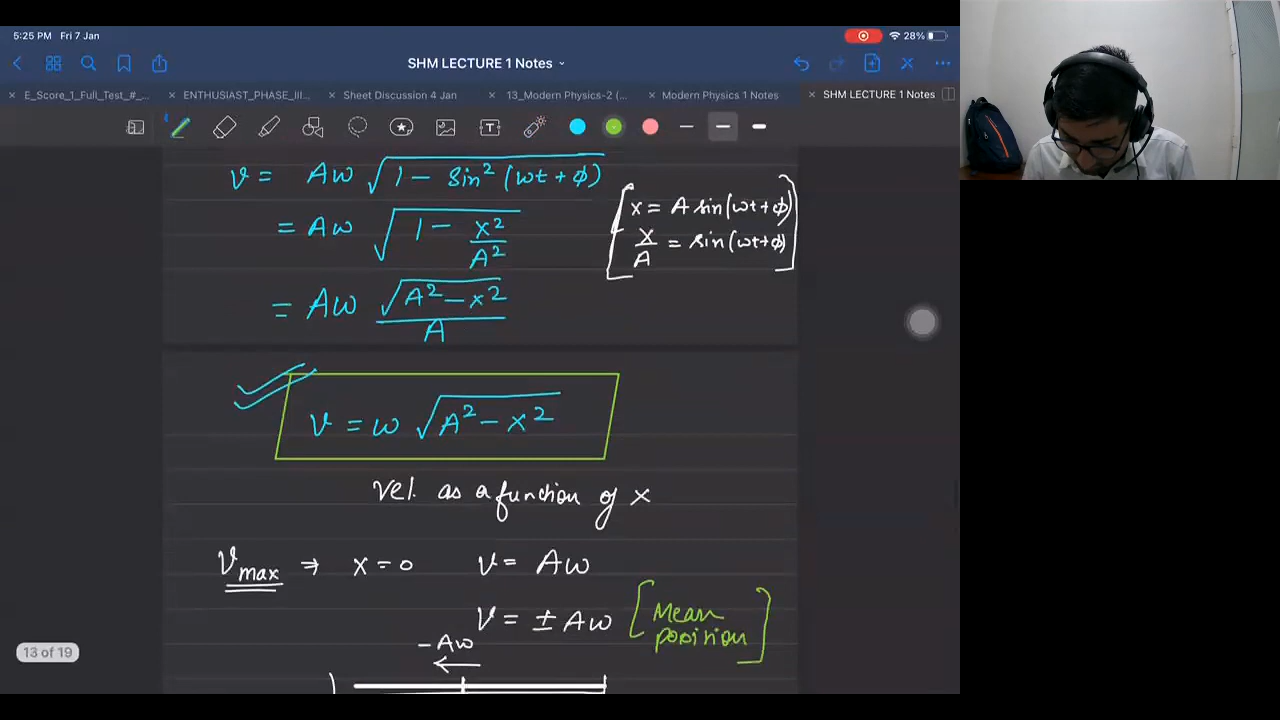 5:25 PM Fri 7 Jan
28%
SHM LECTURE 1 Notes
E_Score_1_Full_Test_#_...
ENTHUSIAST_PHASE_III...
Sheet Discussion 4 Jan
13_Modern Physics-2 (...
Modern Physics 1 Notes
SHM LECTURE 1 Notes
v = Aω √(1 − sin² (ωt + φ))
[x = A sin(ωt+φ)
x/A = sin(ωt+φ)]
= Aω √(1 − x²/A²)
= Aω √(A² − x²)/A
v = ω √(A² − x²)
Vel. as a function of x
Vmax → x = 0 v = Aω
v = ± Aω [Mean
position]
−Aω
13 of 19